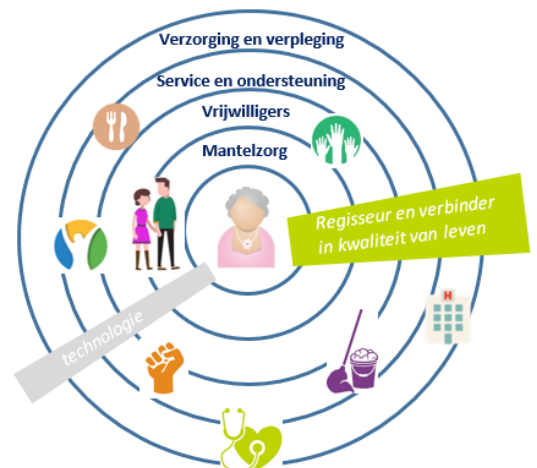 Verzorging en verpleging
Service en ondersteuning
Vrijwilligers
Mantelzorg
Regisseur en verbinder
in kwaliteit van leven
technologie
H